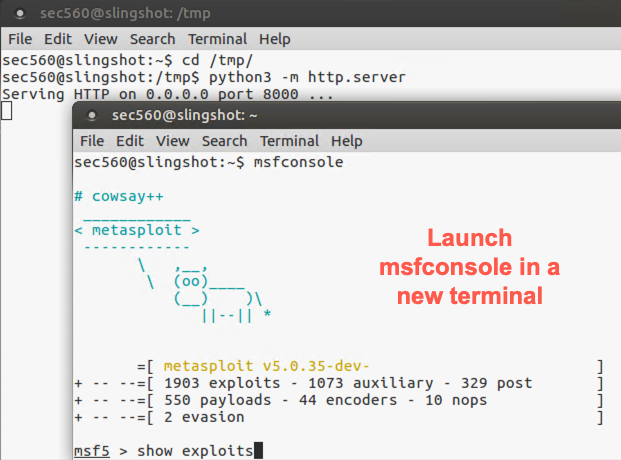 sec560@slingshot: /tmp
File Edit View Search Terminal Help
sec560@slingshot:~$ cd /tmp/
sec560@slingshot:/tmp$ python3 -m http.server
Serving HTTP on 0.0.0.0 port 8000 ...
sec560@slingshot: ~
File Edit View Search Terminal Help
sec560@slingshot:~$ msfconsole
# cowsay++
 ____________
< metasploit >
 ------------
       \   ,__,
        \  (oo)____
           (__)    )\
              ||--|| *
Launch
msfconsole in a
new terminal
       =[ metasploit v5.0.35-dev-                         ]
+ -- --=[ 1903 exploits - 1073 auxiliary - 329 post       ]
+ -- --=[ 550 payloads - 44 encoders - 10 nops            ]
+ -- --=[ 2 evasion                                       ]
msf5 > show exploits